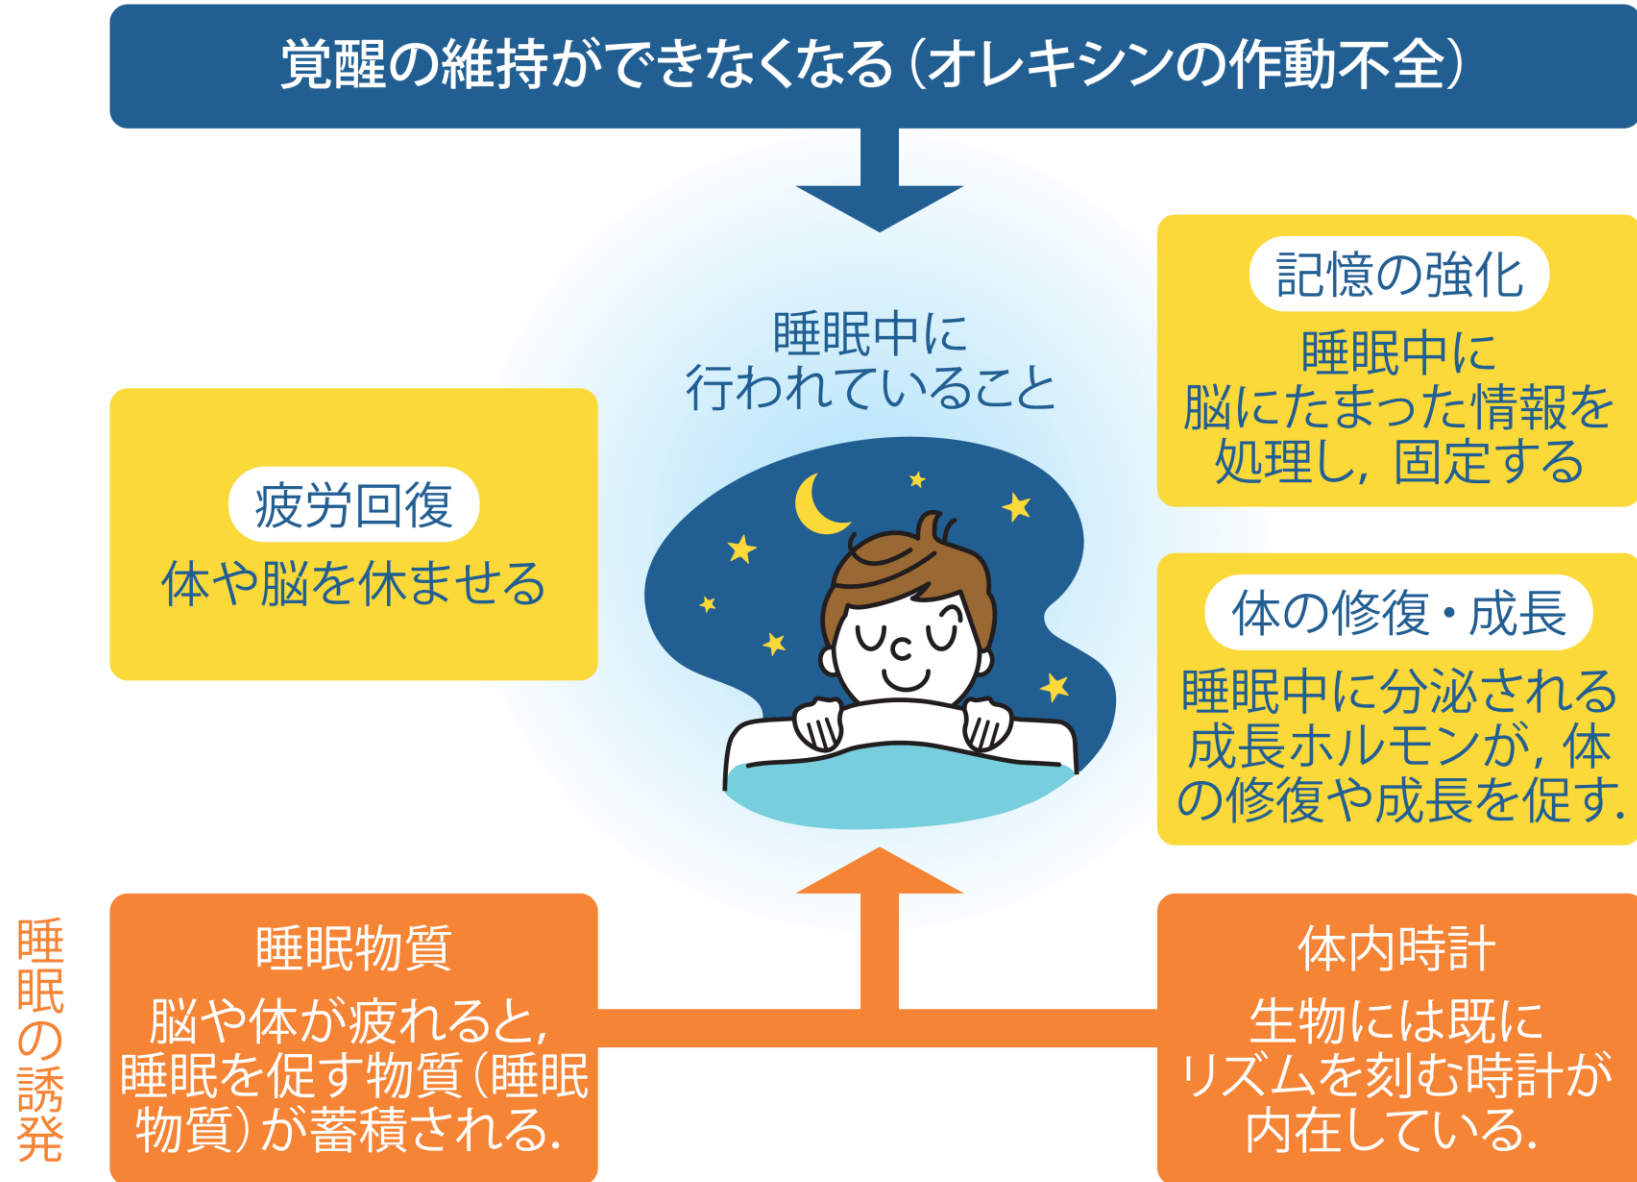 覚醒の維持ができなくなる（オレキシンの作動不全）
睡眠中に
行われていること
疲労回復
体や脳を休ませる
記憶の強化
睡眠中に
脳にたまった情報を
処理し，固定する
体の修復・成長
睡眠中に分泌される
成長ホルモンが，体
の修復や成長を促す．
睡眠の誘発
睡眠物質
脳や体が疲れると，
睡眠を促す物質（睡眠
物質）が蓄積される．
体内時計
生物には既に
リズムを刻む時計が
内在している．